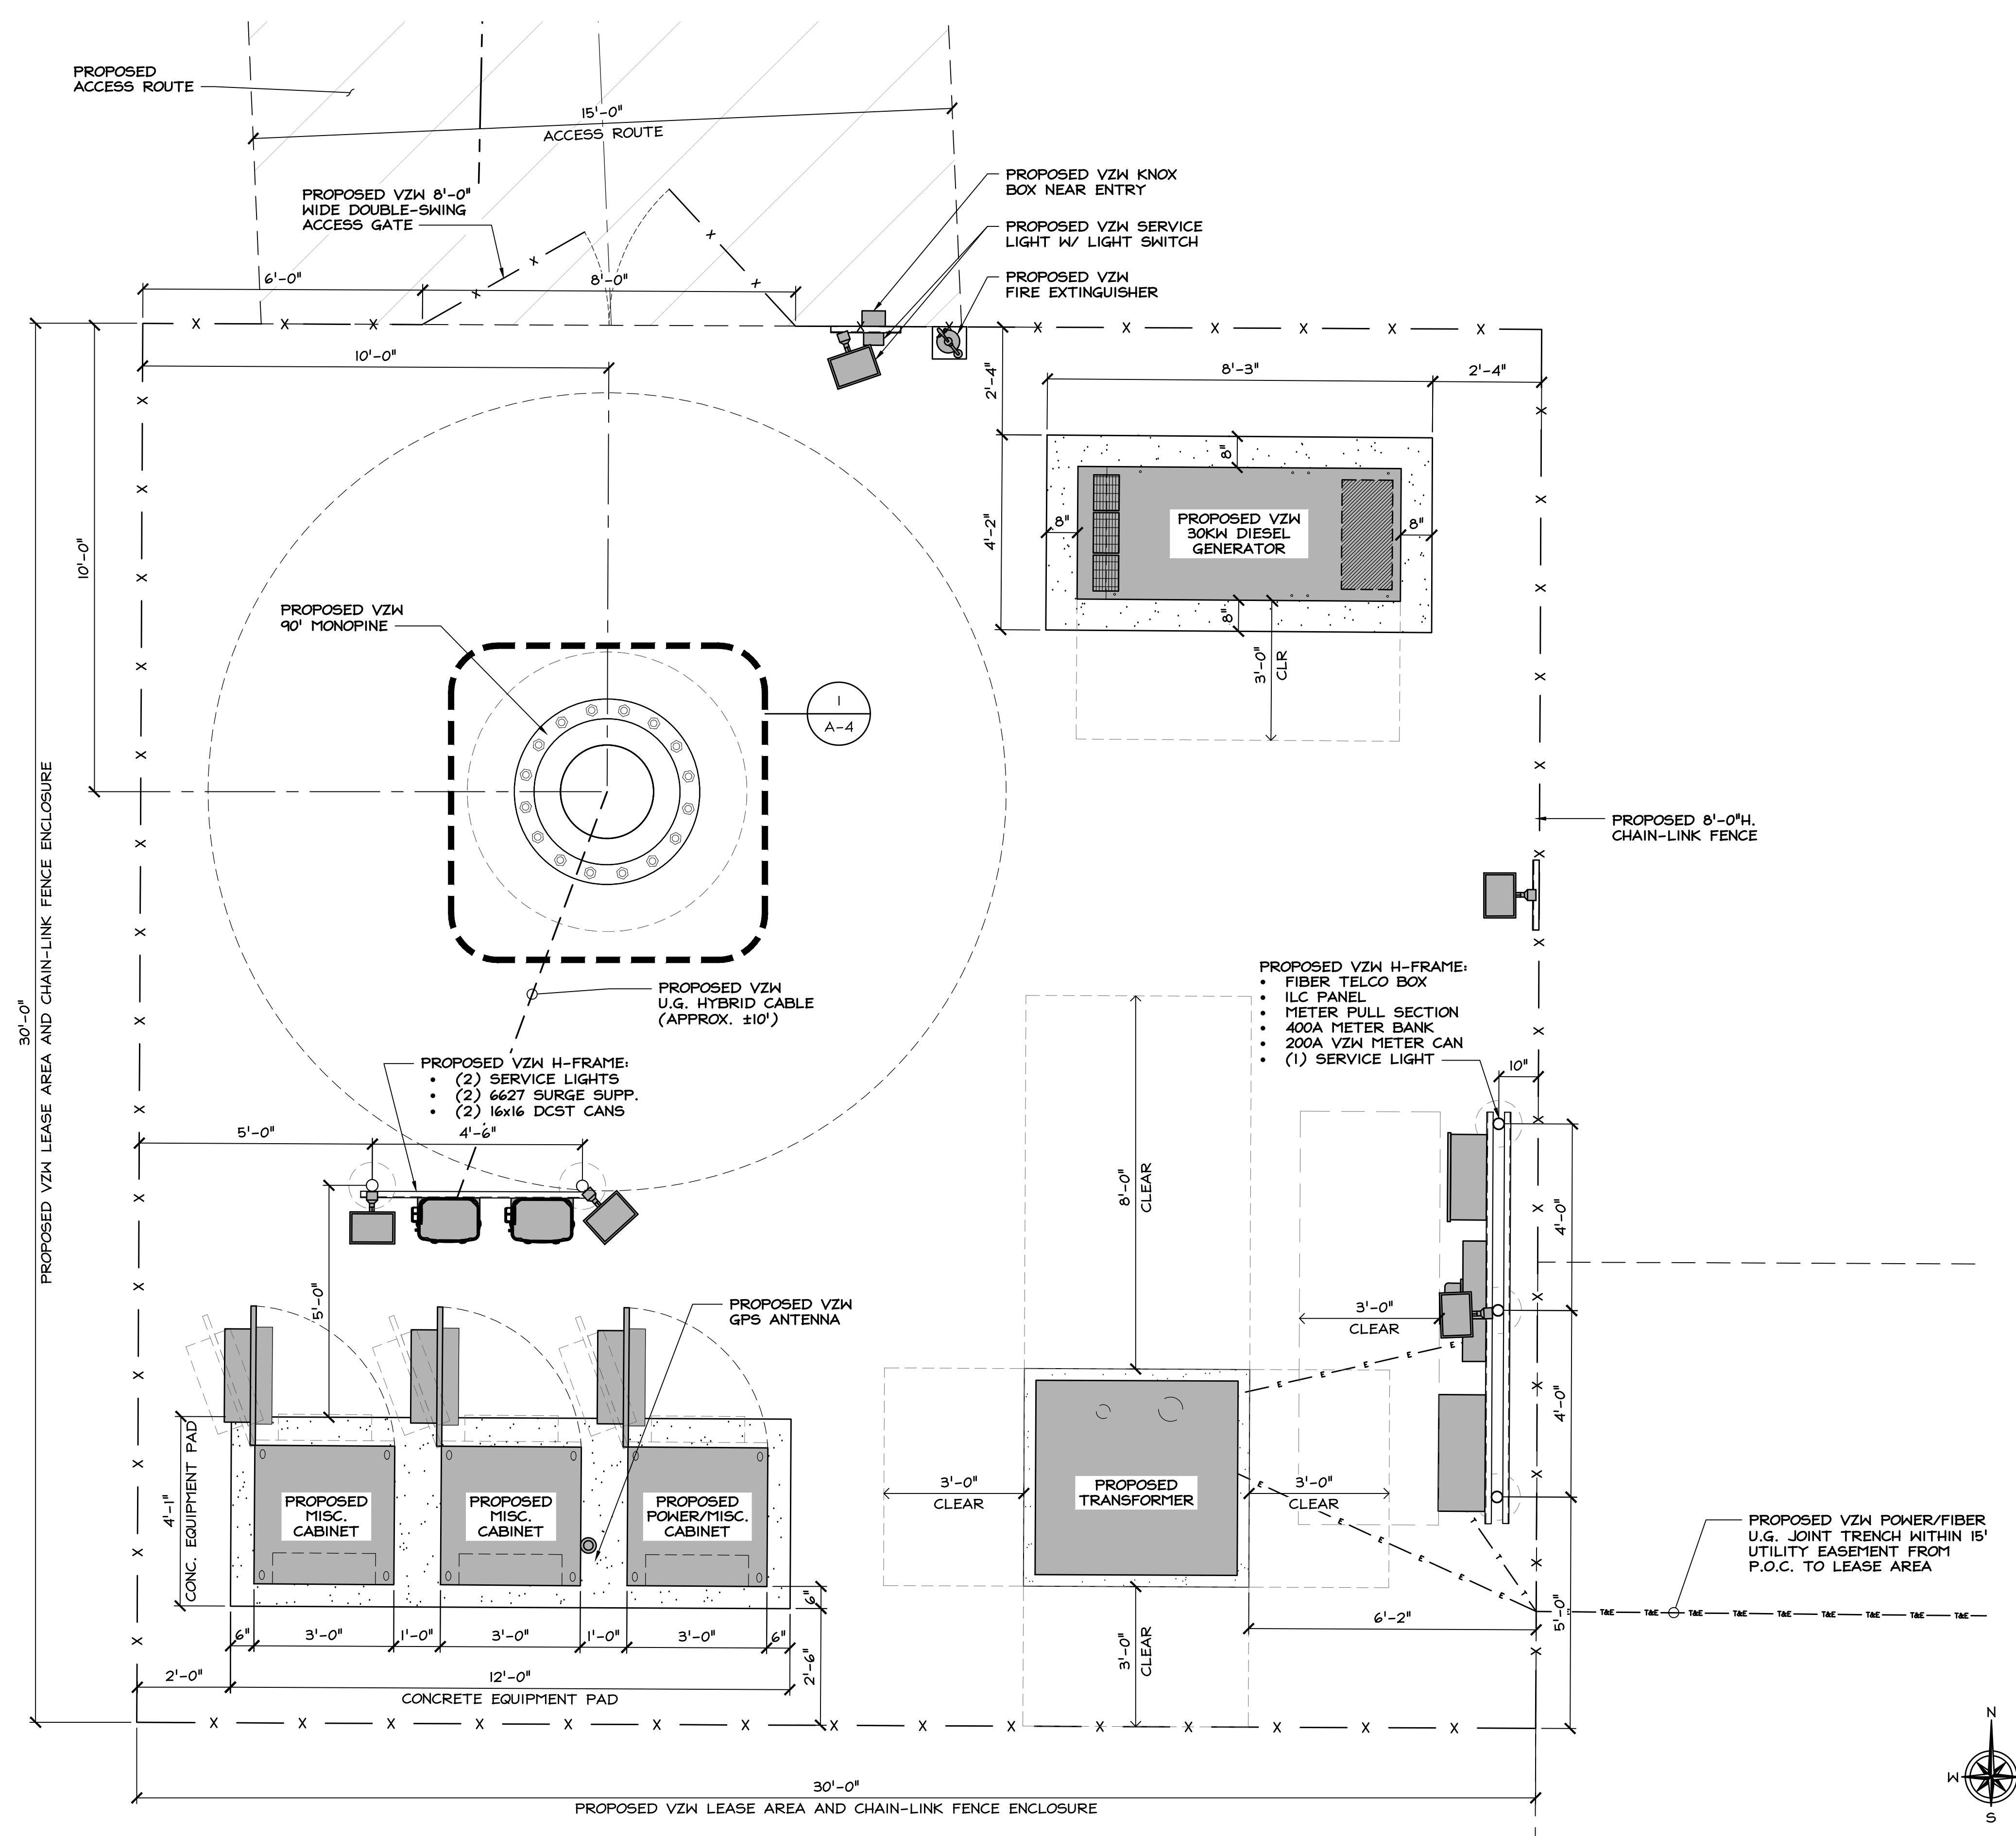 PROPOSED
ACCESS ROUTE
15'-0"
ACCESS ROUTE
PROPOSED VZW 8'-0"
WIDE DOUBLE-SWING
ACCESS GATE
PROPOSED VZW KNOX
BOX NEAR ENTRY
PROPOSED VZW SERVICE
LIGHT W/ LIGHT SWITCH
PROPOSED VZW
FIRE EXTINGUISHER
6'-0"
8'-0"
10'-0"
10'-0"
2'-4"
8'-3"
2'-4"
4'-2"
8"
8"
8"
8"
PROPOSED VZW
30KW DIESEL
GENERATOR
3'-0"
CLR
PROPOSED VZW
90' MONOPINE
1
A-4
PROPOSED 8'-0"H.
CHAIN-LINK FENCE
30'-0"
PROPOSED VZW LEASE AREA AND CHAIN-LINK FENCE ENCLOSURE
PROPOSED VZW
U.G. HYBRID CABLE
(APPROX. ±10')
PROPOSED VZW H-FRAME:
• (2) SERVICE LIGHTS
• (2) 6627 SURGE SUPP.
• (2) 16x16 DCST CANS
5'-0"
4'-6"
5'-0"
PROPOSED VZW H-FRAME:
• FIBER TELCO BOX
• ILC PANEL
• METER PULL SECTION
• 400A METER BANK
• 200A VZW METER CAN
• (1) SERVICE LIGHT
10"
8'-0"
CLEAR
4'-0"
4'-0"
3'-0"
CLEAR
PROPOSED VZW
GPS ANTENNA
4'-1"
CONC. EQUIPMENT PAD
PROPOSED
MISC.
CABINET
PROPOSED
MISC.
CABINET
PROPOSED
POWER/MISC.
CABINET
3'-0"
CLEAR
PROPOSED
TRANSFORMER
3'-0"
CLEAR
E E E E E
E E E E E
T T T
PROPOSED VZW POWER/FIBER
U.G. JOINT TRENCH WITHIN 15'
UTILITY EASEMENT FROM
P.O.C. TO LEASE AREA
T&E T&E T&E T&E T&E T&E T&E T&E T&E
6'-2"
5'-0"
6"
6"
3'-0"
1'-0"
3'-0"
1'-0"
3'-0"
6"
2'-6"
3'-0"
CLEAR
2'-0"
12'-0"
CONCRETE EQUIPMENT PAD
30'-0"
PROPOSED VZW LEASE AREA AND CHAIN-LINK FENCE ENCLOSURE
N
W
S